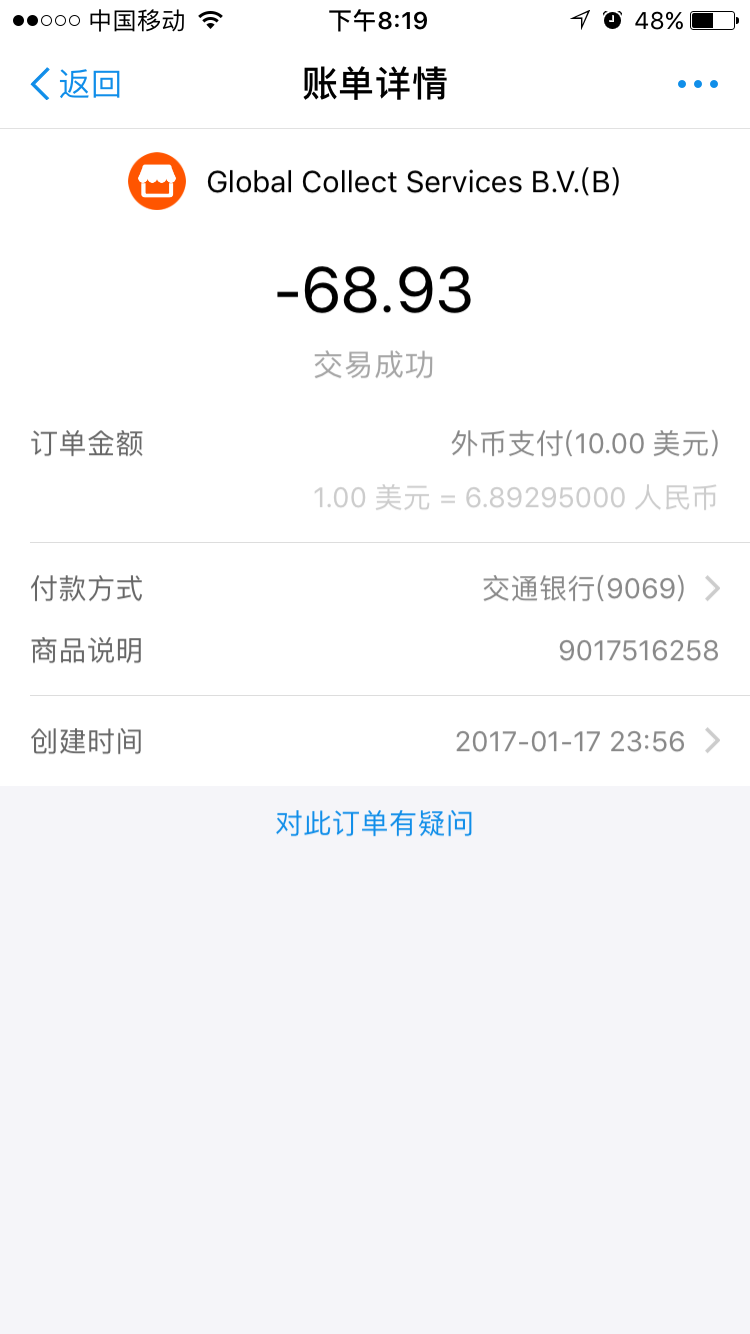 中国移动 下午8:19 48%
返回 账单详情
Global Collect Services B.V.(B)
-68.93
交易成功
订单金额 外币支付(10.00 美元)
1.00 美元 = 6.89295000 人民币
付款方式 交通银行(9069)
商品说明 9017516258
创建时间 2017-01-17 23:56
对此订单有疑问